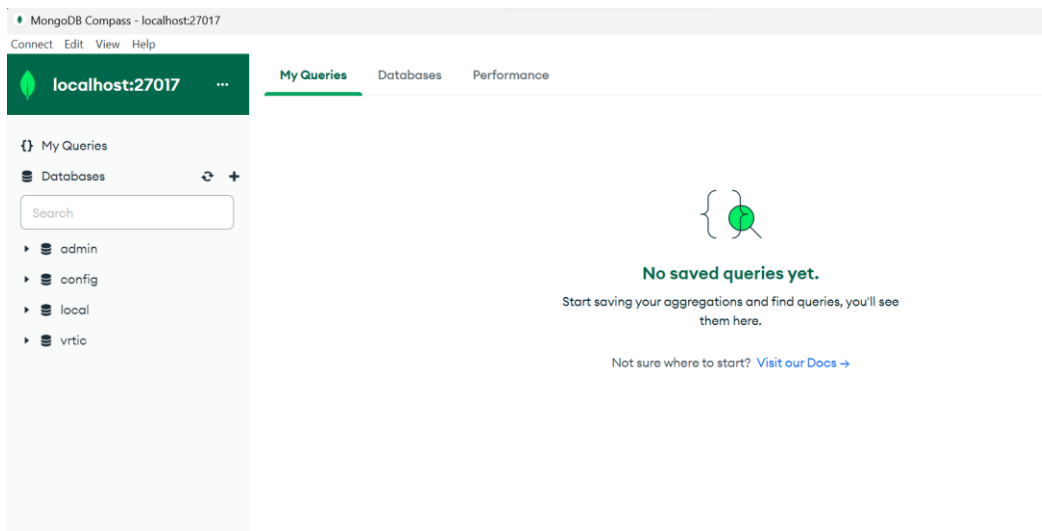 MongoDB Compass - localhost:27017
Connect Edit View Help
localhost:27017 ...
My Queries Databases Performance
{} My Queries
Databases
Search
admin
config
local
vrtic
No saved queries yet.
Start saving your aggregations and find queries, you'll see
them here.
Not sure where to start? Visit our Docs →